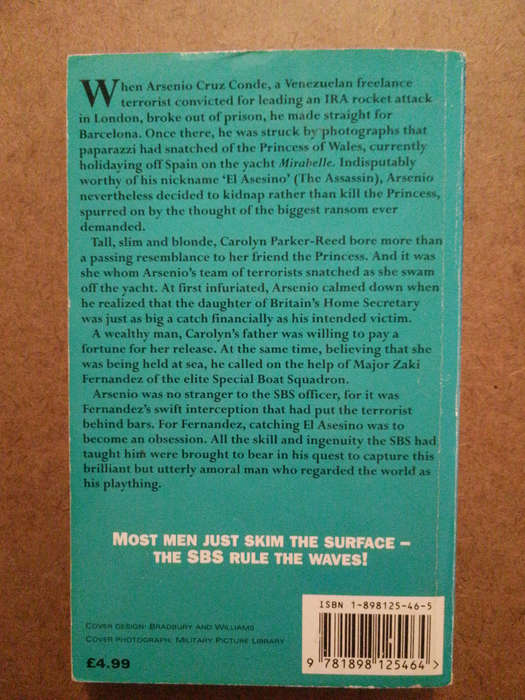 When Arsenio Cruz Conde, a Venezuelan freelance
terrorist convicted for leading an IRA rocket attack
in London, broke out of prison, he made straight for
Barcelona. Once there, he was struck by photographs that
paparazzi had snatched of the Princess of Wales, currently
holidaying off Spain on the yacht Mirabelle. Indisputably
worthy of his nickname ‘El Asesino’ (The Assassin), Arsenio
nevertheless decided to kidnap rather than kill the Princess,
spurred on by the thought of the biggest ransom ever
demanded.
Tall, slim and blonde, Carolyn Parker-Reed bore more than
a passing resemblance to her friend the Princess. And it was
she whom Arsenio’s team of terrorists snatched as she swam
off the yacht. At first infuriated, Arsenio calmed down when
he realized that the daughter of Britain’s Home Secretary
was just as big a catch financially as his intended victim.
A wealthy man, Carolyn’s father was willing to pay a
fortune for her release. At the same time, believing that she
was being held at sea, he called on the help of Major Zaki
Fernandez of the elite Special Boat Squadron.
Arsenio was no stranger to the SBS officer, for it was
Fernandez’s swift interception that had put the terrorist
behind bars. For Fernandez, catching El Asesino was to
become an obsession. All the skill and ingenuity the SBS had
taught him were brought to bear in his quest to capture this
brilliant but utterly amoral man who regarded the world as
his plaything.
MOST MEN JUST SKIM THE SURFACE –
THE SBS RULE THE WAVES!
COVER DESIGN: BRADBURY AND WILLIAMS
COVER PHOTOGRAPH: MILITARY PICTURE LIBRARY
£4.99
ISBN 1-898125-46-5
9 781898 125464 >